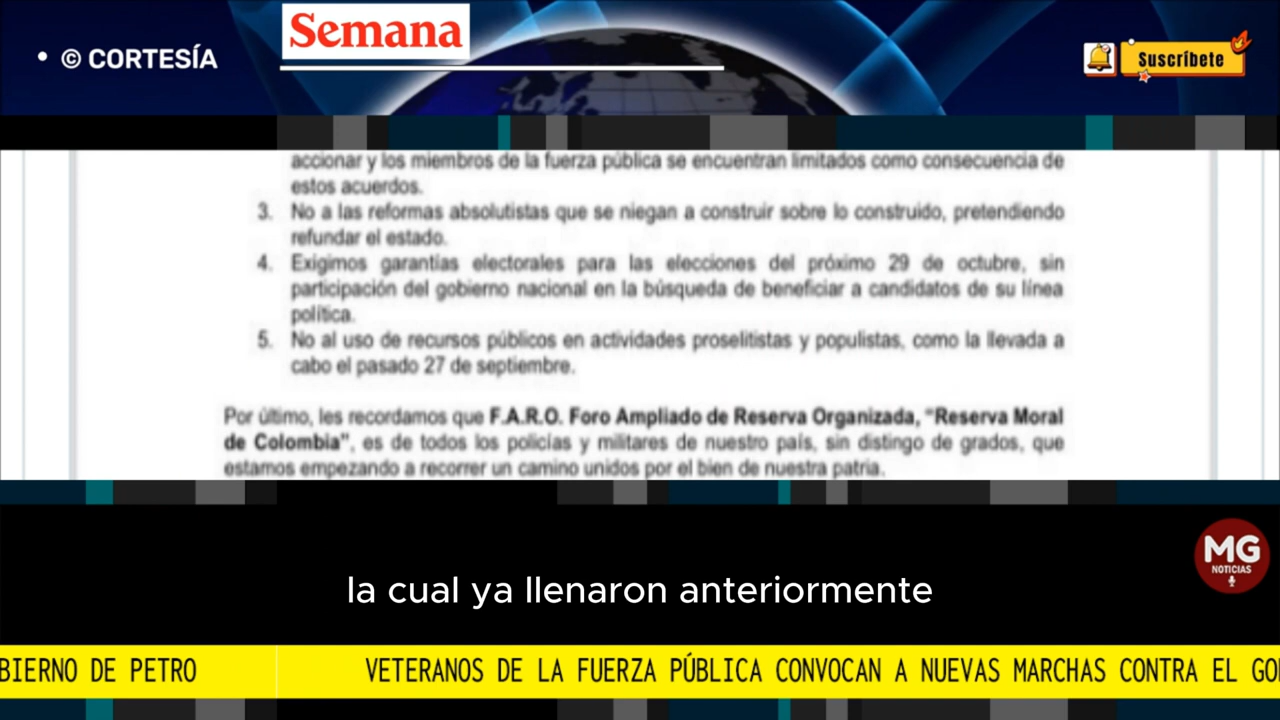 • © CORTESÍA
Semana
Suscríbete
accionar y los miembros de la fuerza pública se encuentran limitados como consecuencia de
estos acuerdos.
3. No a las reformas absolutistas que se niegan a construir sobre lo construido, pretendiendo
refundar el estado.
4. Exigimos garantías electorales para las elecciones del próximo 29 de octubre, sin
participación del gobierno nacional en la búsqueda de beneficiar a candidatos de su línea
política.
5. No al uso de recursos públicos en actividades proselitistas y populistas, como la llevada a
cabo el pasado 27 de septiembre.
Por último, les recordamos que F.A.R.O. Foro Ampliado de Reserva Organizada, “Reserva Moral
de Colombia”, es de todos los policías y militares de nuestro país, sin distingo de grados, que
estamos empezando a recorrer un camino unidos por el bien de nuestra patria.
MG
NOTICIAS
la cual ya llenaron anteriormente
BIERNO DE PETRO VETERANOS DE LA FUERZA PÚBLICA CONVOCAN A NUEVAS MARCHAS CONTRA EL GO